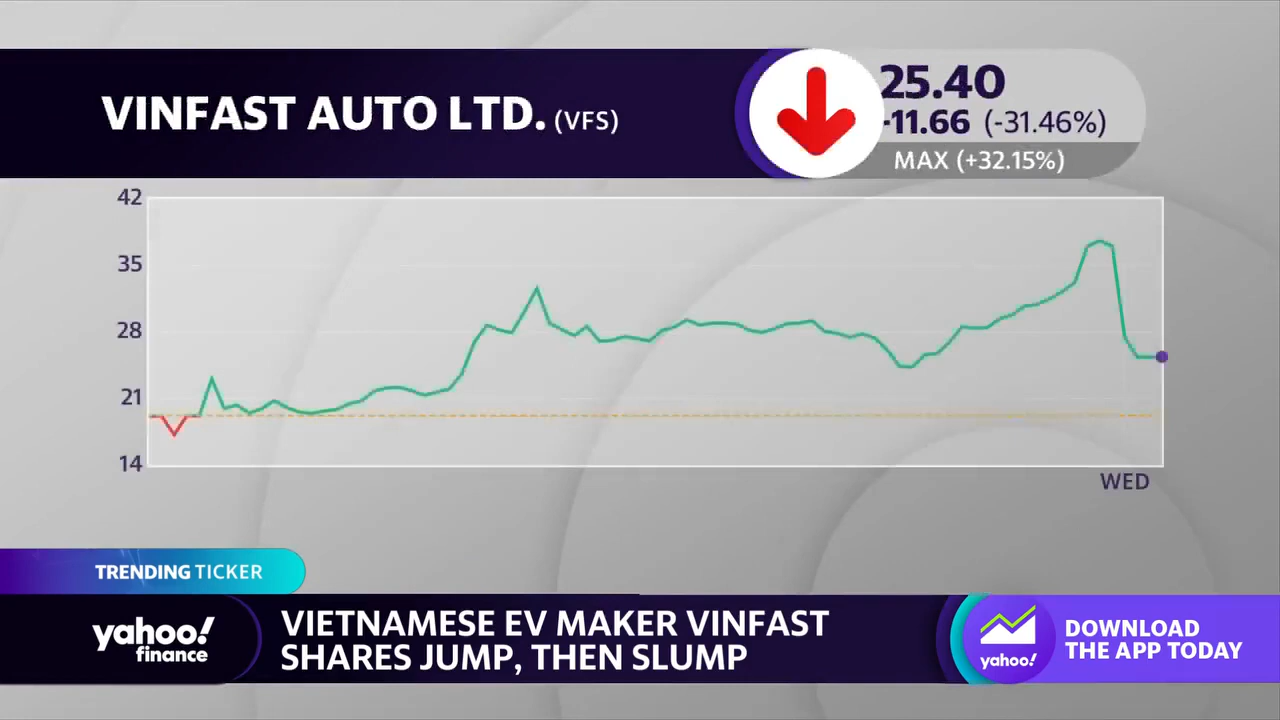 VINFAST AUTO LTD. (VFS)
25.40
-11.66 (-31.46%)
MAX (+32.15%)
42
35
28
21
14
WED
TRENDING TICKER
yahoo!
finance
VIETNAMESE EV MAKER VINFAST
SHARES JUMP, THEN SLUMP
yahoo!
DOWNLOAD
THE APP TODAY